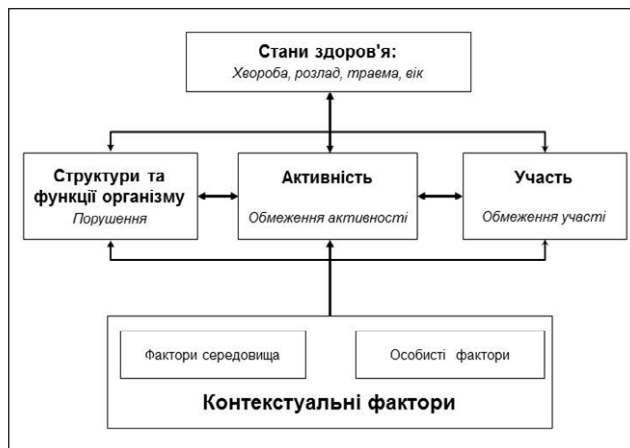 Стани здоров'я:
Хвороба, розлад, травма, вік
Структури та
функції організму
Порушення
Активність
Обмеження активності
Участь
Обмеження участі
Фактори середовища
Особисті фактори
Контекстуальні фактори